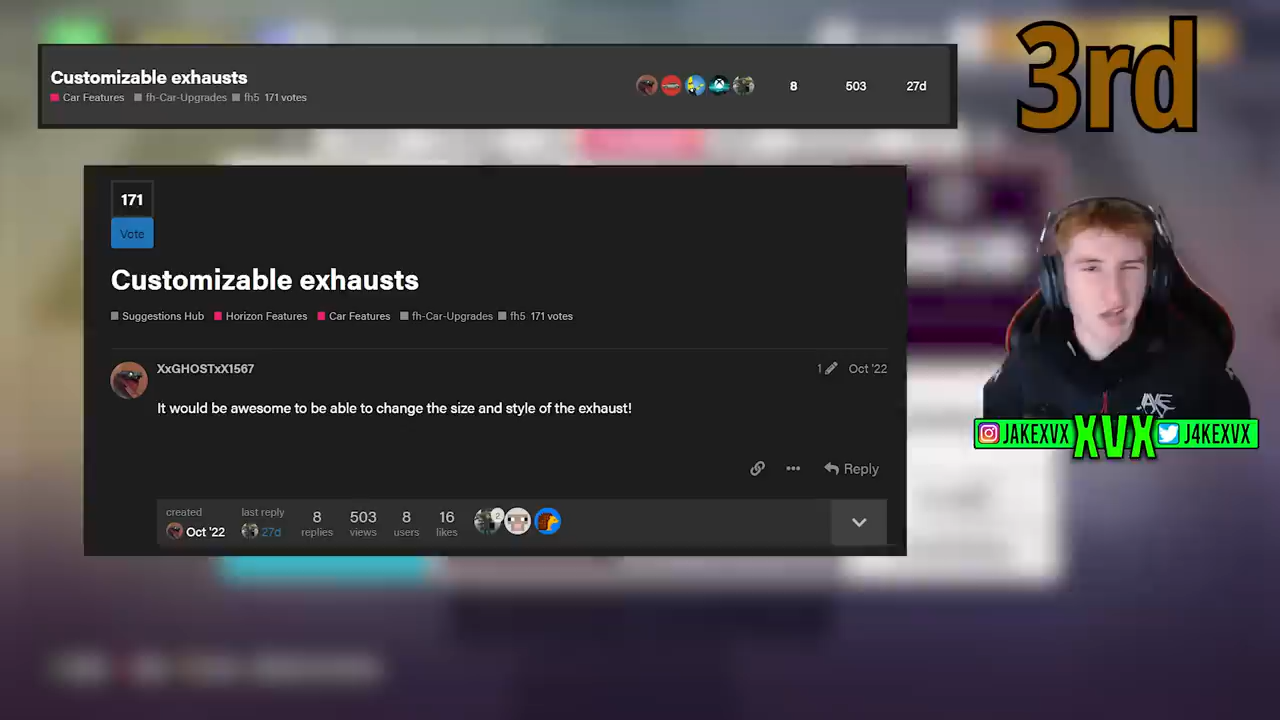 Customizable exhausts
Car Features fh-Car-Upgrades fh5 171 votes
8 503 27d
3rd
171
Vote
Customizable exhausts
Suggestions Hub Horizon Features Car Features fh-Car-Upgrades fh5 171 votes
XxGHOSTxX1567
1 Oct '22
It would be awesome to be able to change the size and style of the exhaust!
Reply
created last reply 8 503 8 16 2
Oct '22 27d replies views users likes
AXE
JAKEXVX XVX J4KEXVX